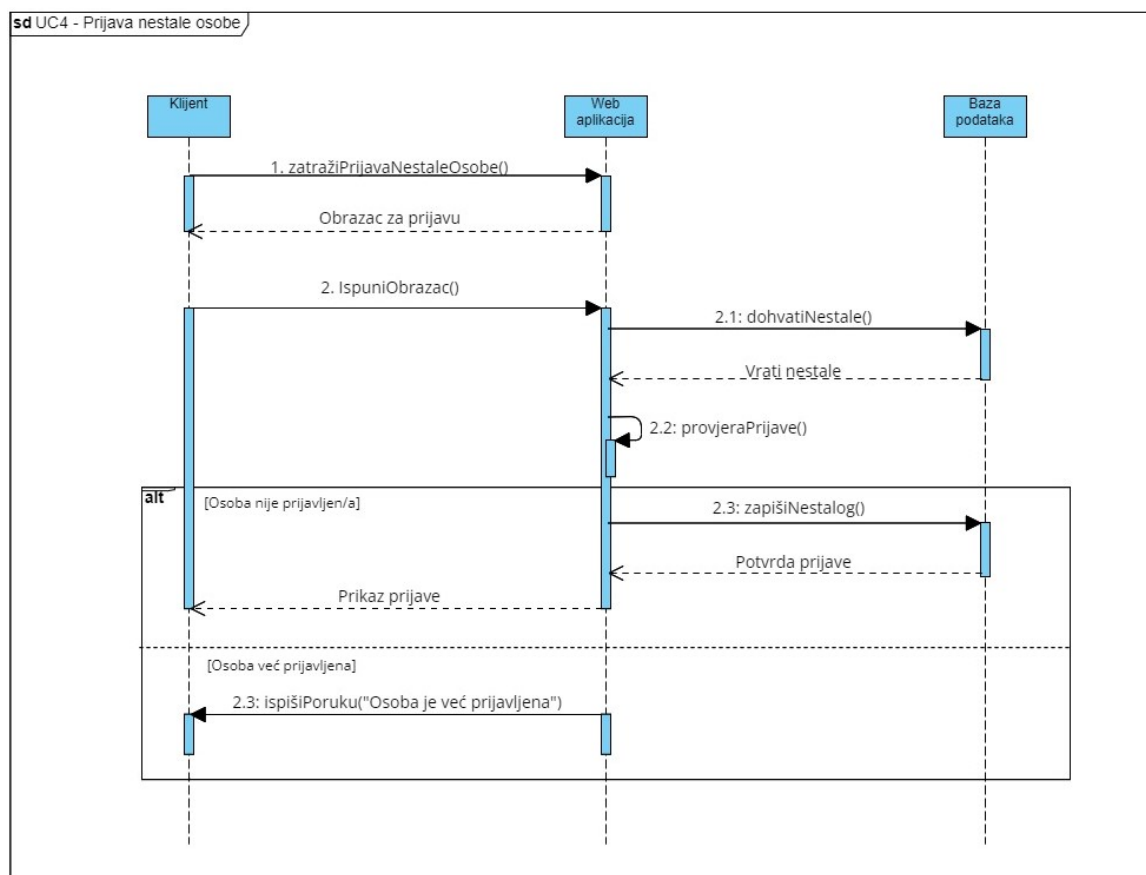 sd UC4 - Prijava nestale osobe
Klijent
Web
aplikacija
Baza
podataka
1. zatražiPrijavaNestaleOsobe()
Obrazac za prijavu
2. IspuniObrazac()
2.1: dohvatiNestale()
Vrati nestale
2.2: provjeraPrijave()
alt
[Osoba nije prijavljen/a]
2.3: zapišiNestalog()
Potvrda prijave
Prikaz prijave
[Osoba već prijavljena]
2.3: ispišiPoruku("Osoba je već prijavljena")